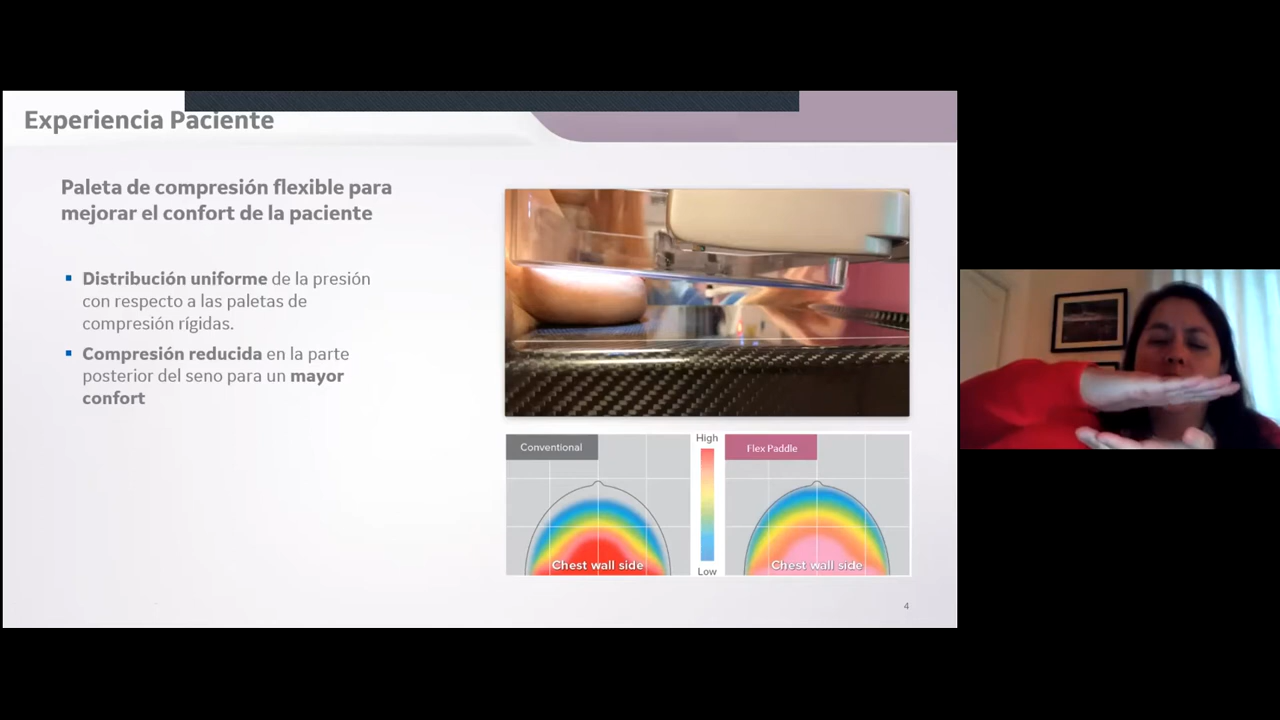 Experiencia Paciente
Paleta de compresión flexible para
mejorar el confort de la paciente
Distribución uniforme de la presión
con respecto a las paletas de
compresión rígidas.
Compresión reducida en la parte
posterior del seno para un mayor
confort
Conventional
High
Flex Paddle
Chest wall side
Low
Chest wall side
4